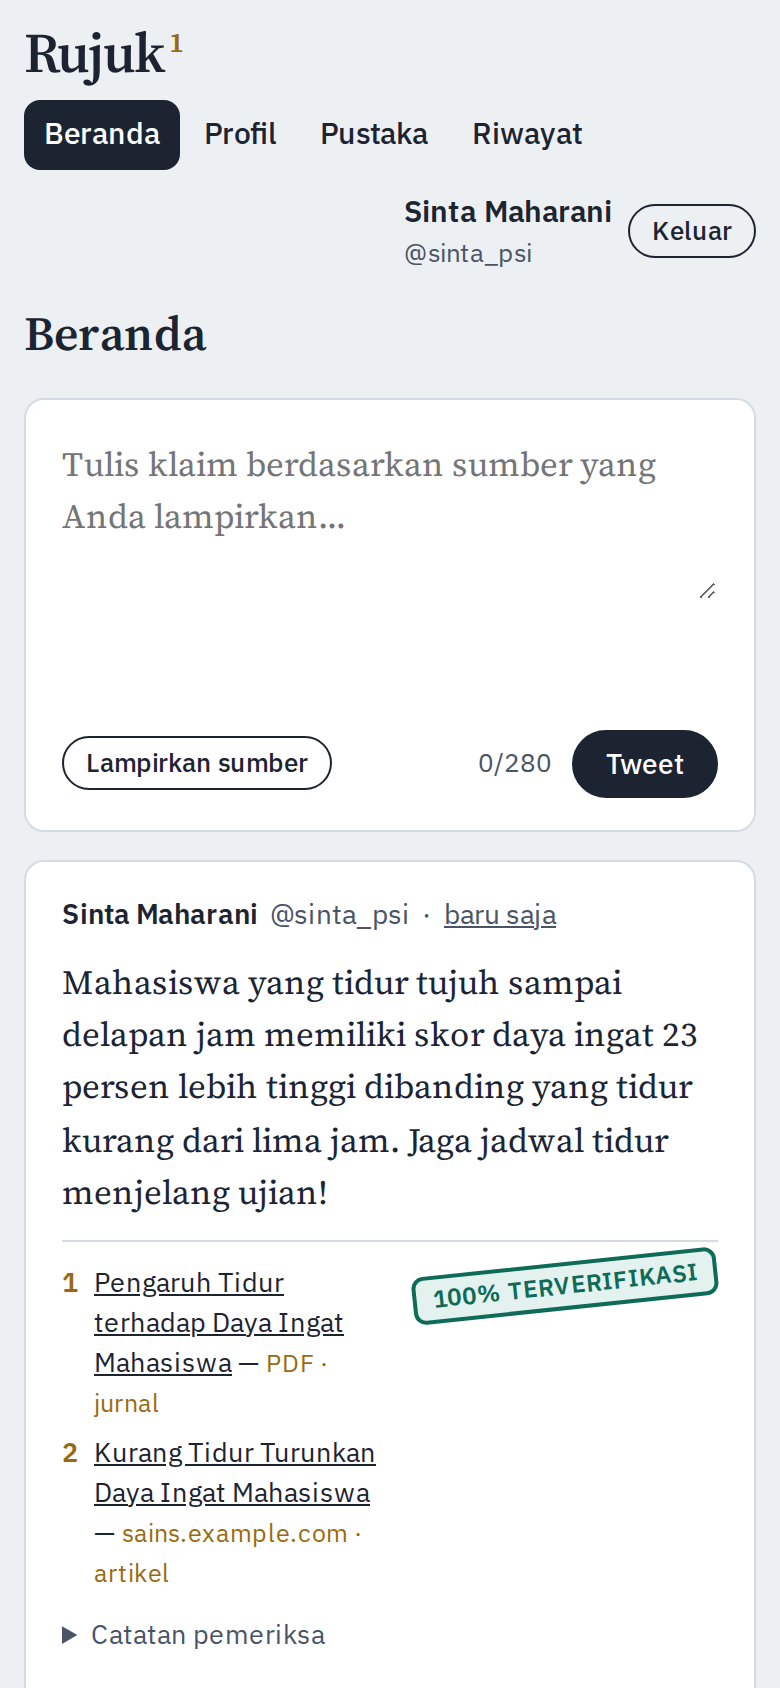 Rujuk 1
Beranda Profil Pustaka Riwayat
Sinta Maharani
@sinta_psi
Keluar
Beranda
Tulis klaim berdasarkan sumber yang
Anda lampirkan...
Lampirkan sumber 0/280 Tweet
Sinta Maharani @sinta_psi · baru saja
Mahasiswa yang tidur tujuh sampai
delapan jam memiliki skor daya ingat 23
persen lebih tinggi dibanding yang tidur
kurang dari lima jam. Jaga jadwal tidur
menjelang ujian!
1 Pengaruh Tidur
terhadap Daya Ingat
Mahasiswa — PDF ·
jurnal
100% TERVERIFIKASI
2 Kurang Tidur Turunkan
Daya Ingat Mahasiswa
— sains.example.com ·
artikel
Catatan pemeriksa